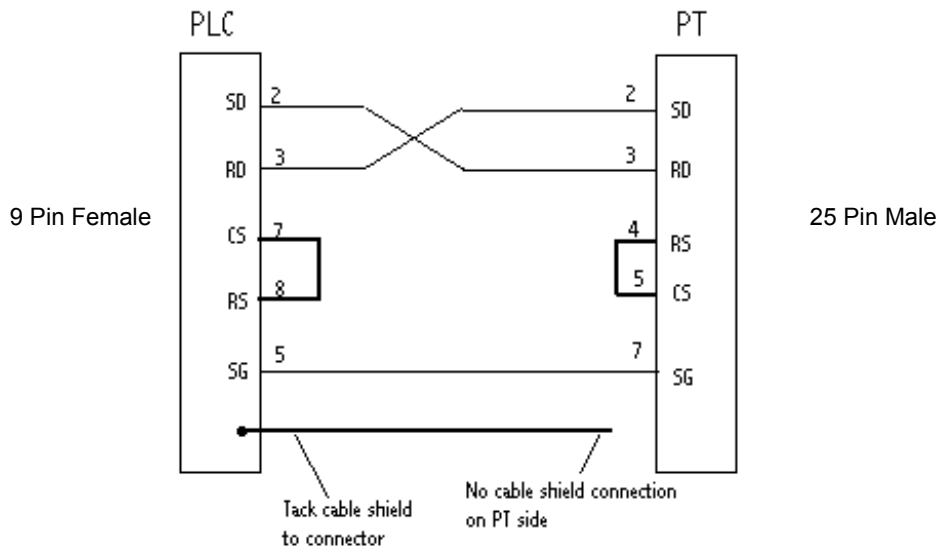 PLC PT
SD 2 2 SD
RD 3 3 RD
9 Pin Female 25 Pin Male
CS 7 4 RS
RS 8 5 CS
SG 5 7 SG
Tack cable shield
to connector
No cable shield connection
on PT side